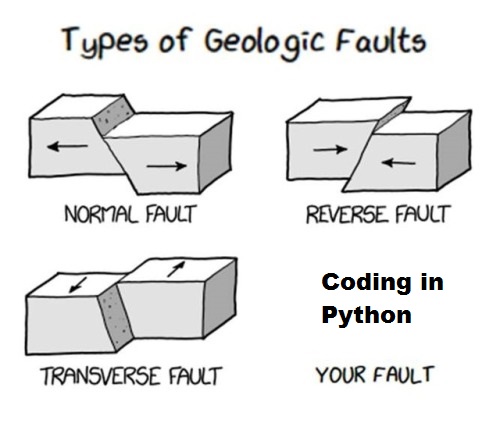 Types of Geologic Faults
NORMAL FAULT
REVERSE FAULT
Coding in
Python
TRANSVERSE FAULT
YOUR FAULT